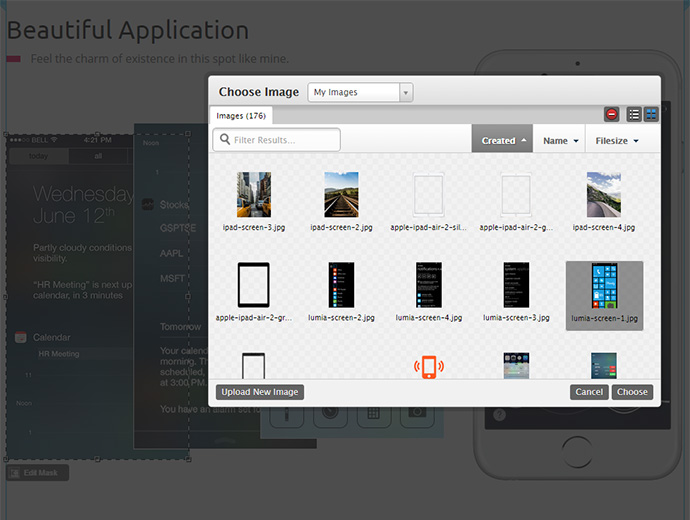 Beautiful Application
Feel the charm of existence in this spot like mine.
Choose Image
My Images
Images (176)
Filter Results...
Created
Name
Filesize
ipad-screen-3.jpg
ipad-screen-2.jpg
apple-ipad-air-2-sil...
apple-ipad-air-2-g...
ipad-screen-4.jpg
apple-ipad-air-2-gr...
lumia-screen-2.jpg
lumia-screen-4.jpg
lumia-screen-3.jpg
lumia-screen-1.jpg
Upload New Image
Cancel
Choose
BELL
4:21 PM
today
all
Wednesday
June 12th
Partly cloudy conditions
visibility.
"HR Meeting" is next up
calendar, in 3 minutes
Calendar
HR Meeting
11
Noon
1
Noon
1
Stocks
GSPTSE
AAPL
MSFT
Tomorrow
Your calend
morning. Th
scheduled,
at 3:00 PM.
You have an alarm set fo
Edit Mask